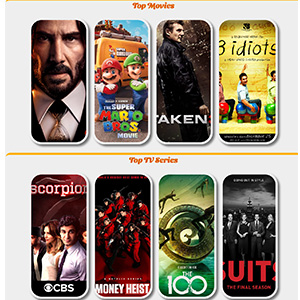 Top Movies
THE
SUPER
MARIO
BROS.
MOVIE
TAKEN
3 idiots
Top TV Series
scorpion
CBS
MONEY HEIST
THE
100
SUITS
THE FINAL SEASON